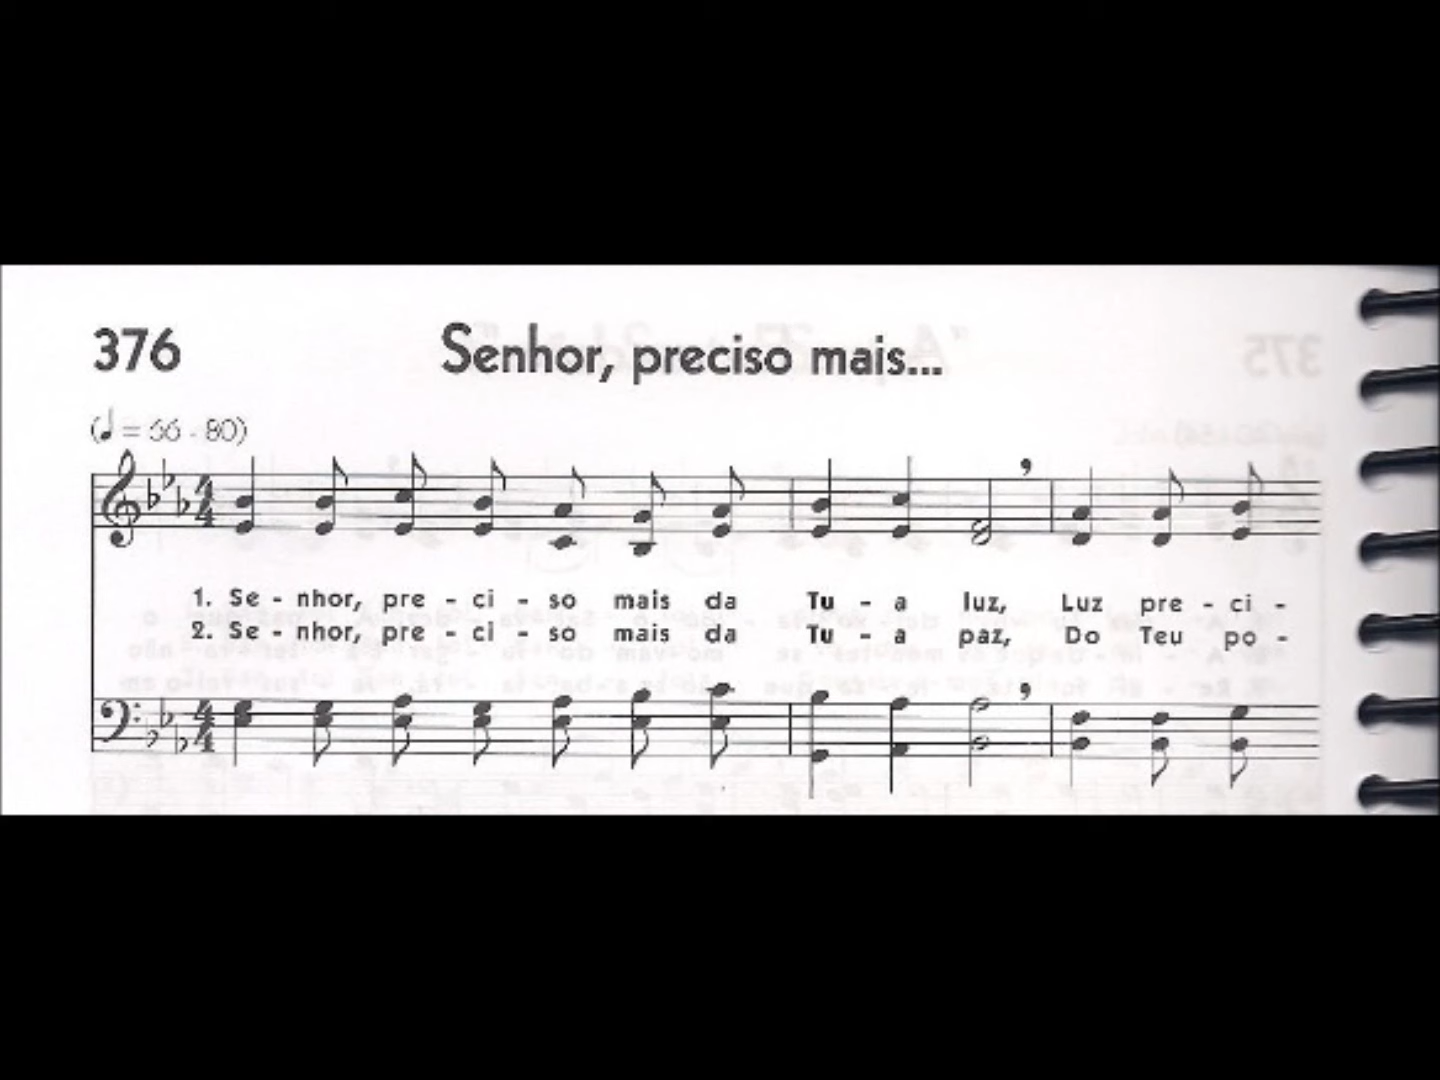 376 Senhor, preciso mais...
(♩ = 66 - 80)
1. Se - nhor, pre - ci - so mais da Tu - a luz, Luz pre - ci -
2. Se - nhor, pre - ci - so mais da Tu - a paz, Do Teu po -